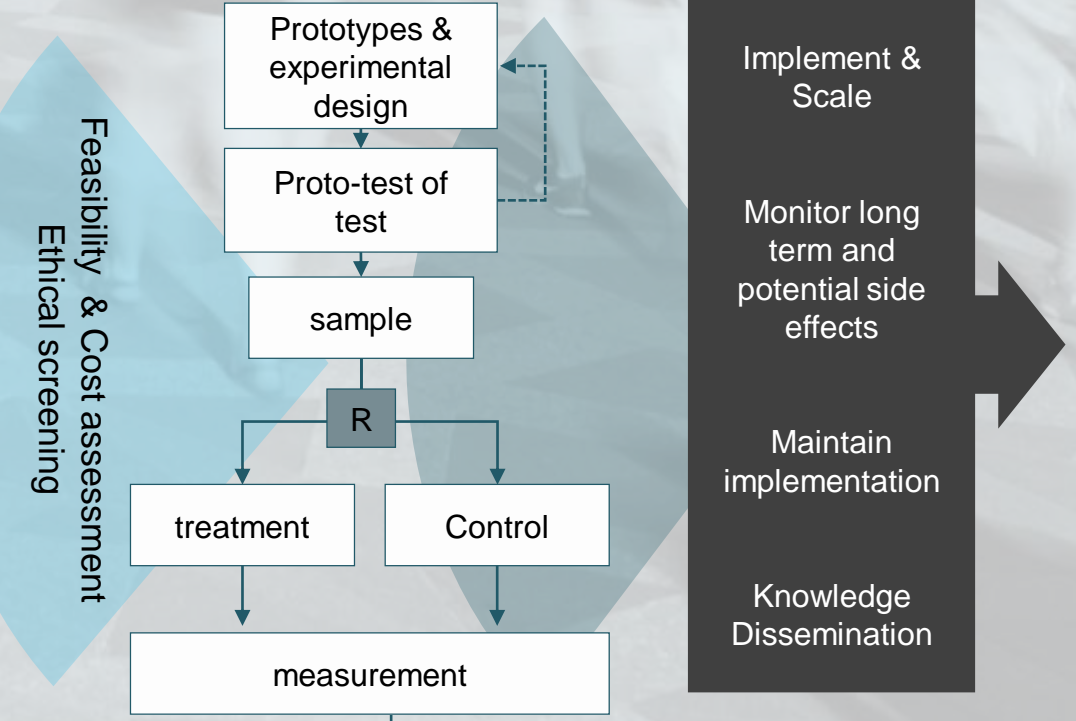 Feasibility & Cost assessment
Ethical screening
Prototypes &
experimental
design
Proto-test of
test
sample
R
treatment
Control
measurement
Implement &
Scale
Monitor long
term and
potential side
effects
Maintain
implementation
Knowledge
Dissemination